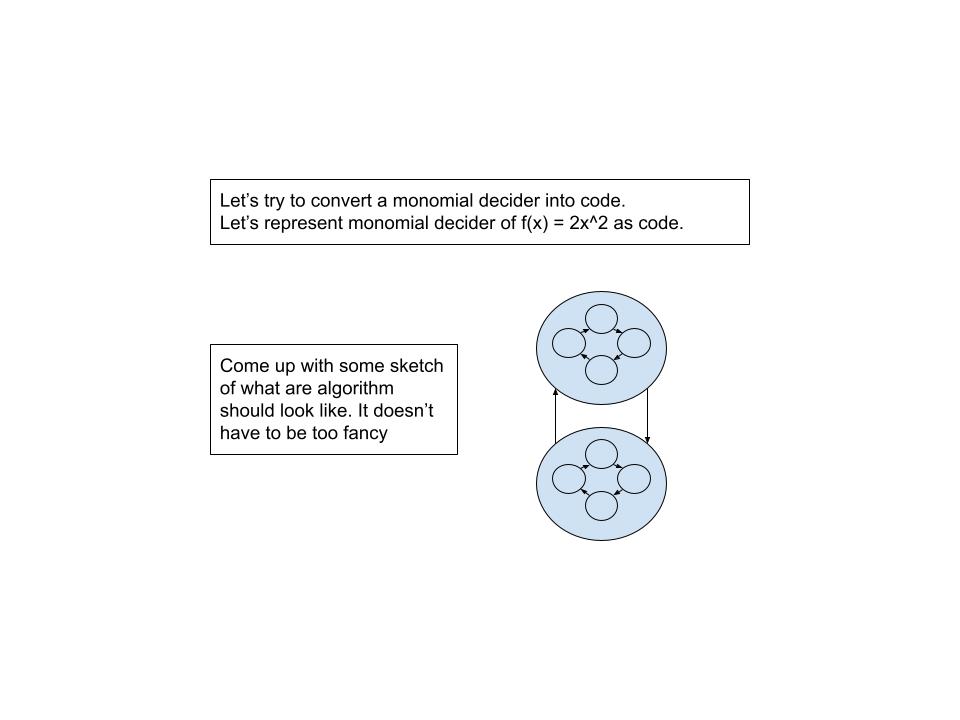 Let’s try to convert a monomial decider into code.
Let’s represent monomial decider of f(x) = 2x^2 as code.
Come up with some sketch
of what are algorithm
should look like. It doesn’t
have to be too fancy